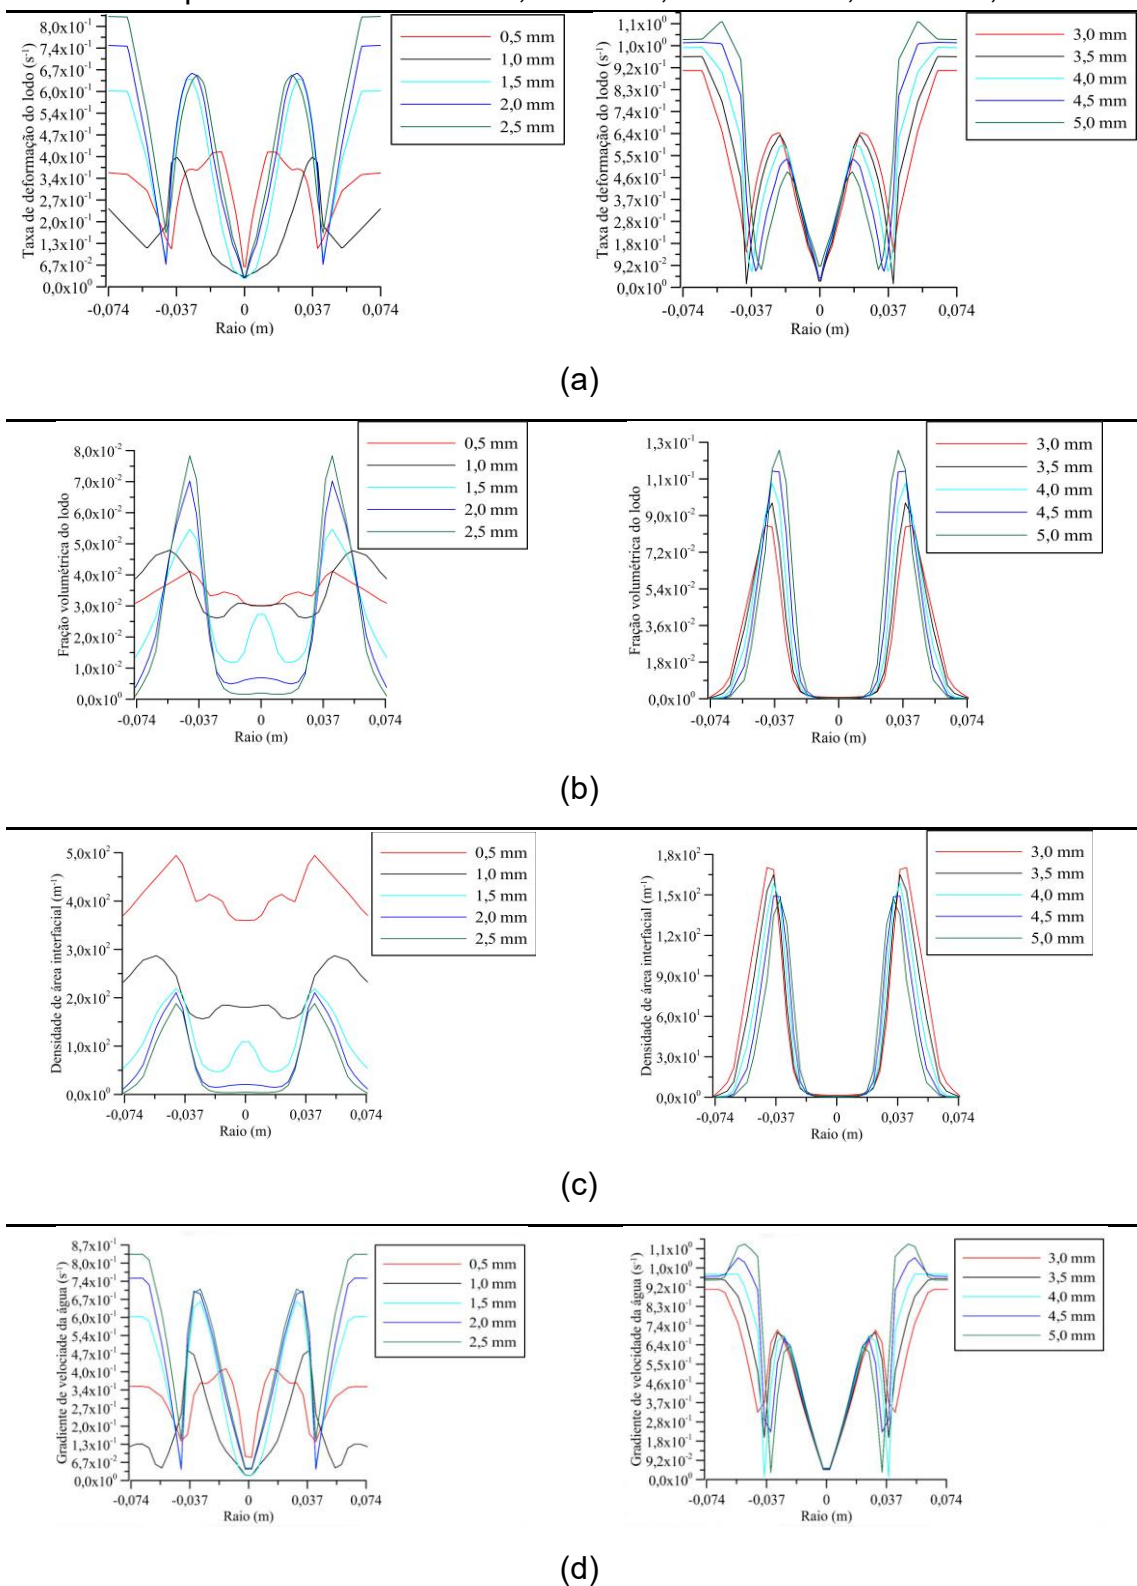 Taxa de deformação do lodo (s⁻¹)
8,0x10⁻¹
7,4x10⁻¹
6,7x10⁻¹
6,0x10⁻¹
5,4x10⁻¹
4,7x10⁻¹
4,0x10⁻¹
3,4x10⁻¹
2,7x10⁻¹
2,0x10⁻¹
1,3x10⁻¹
6,7x10⁻²
0,0x10⁰
-0,074 -0,037 0 0,037 0,074
Raio (m)
0,5 mm
1,0 mm
1,5 mm
2,0 mm
2,5 mm
Taxa de deformação do lodo (s⁻¹)
1,1x10⁰
1,0x10⁰
9,2x10⁻¹
8,3x10⁻¹
7,4x10⁻¹
6,4x10⁻¹
5,5x10⁻¹
4,6x10⁻¹
3,7x10⁻¹
2,8x10⁻¹
1,8x10⁻¹
9,2x10⁻²
0,0x10⁰
-0,074 -0,037 0 0,037 0,074
Raio (m)
3,0 mm
3,5 mm
4,0 mm
4,5 mm
5,0 mm
(a)
Fração volumétrica do lodo
8,0x10⁻²
7,0x10⁻²
6,0x10⁻²
5,0x10⁻²
4,0x10⁻²
3,0x10⁻²
2,0x10⁻²
1,0x10⁻²
0,0x10⁰
-0,074 -0,037 0 0,037 0,074
Raio (m)
0,5 mm
1,0 mm
1,5 mm
2,0 mm
2,5 mm
Fração volumétrica do lodo
1,3x10⁻¹
1,1x10⁻¹
9,0x10⁻²
7,2x10⁻²
5,4x10⁻²
3,6x10⁻²
1,8x10⁻²
0,0x10⁰
-0,074 -0,037 0 0,037 0,074
Raio (m)
3,0 mm
3,5 mm
4,0 mm
4,5 mm
5,0 mm
(b)
Densidade de área interfacial (m⁻¹)
5,0x10²
4,0x10²
3,0x10²
2,0x10²
1,0x10²
0,0x10⁰
-0,074 -0,037 0 0,037 0,074
Raio (m)
0,5 mm
1,0 mm
1,5 mm
2,0 mm
2,5 mm
Densidade de área interfacial (m⁻¹)
1,8x10²
1,5x10²
1,2x10²
9,0x10¹
6,0x10¹
3,0x10¹
0,0x10⁰
-0,074 -0,037 0 0,037 0,074
Raio (m)
3,0 mm
3,5 mm
4,0 mm
4,5 mm
5,0 mm
(c)
Gradiente de velociade da água (s⁻¹)
8,7x10⁻¹
8,0x10⁻¹
7,4x10⁻¹
6,7x10⁻¹
6,0x10⁻¹
5,4x10⁻¹
4,7x10⁻¹
4,0x10⁻¹
3,4x10⁻¹
2,7x10⁻¹
2,0x10⁻¹
1,3x10⁻¹
6,7x10⁻²
0,0x10⁰
-0,074 -0,037 0 0,037 0,074
Raio (m)
0,5 mm
1,0 mm
1,5 mm
2,0 mm
2,5 mm
Gradiente de velocidade da água (s⁻¹)
1,1x10⁰
1,0x10⁰
9,2x10⁻¹
8,3x10⁻¹
7,4x10⁻¹
6,4x10⁻¹
5,5x10⁻¹
4,6x10⁻¹
3,7x10⁻¹
2,8x10⁻¹
1,8x10⁻¹
9,2x10⁻²
0,0x10⁰
-0,074 -0,037 0 0,037 0,074
Raio (m)
3,0 mm
3,5 mm
4,0 mm
4,5 mm
5,0 mm
(d)